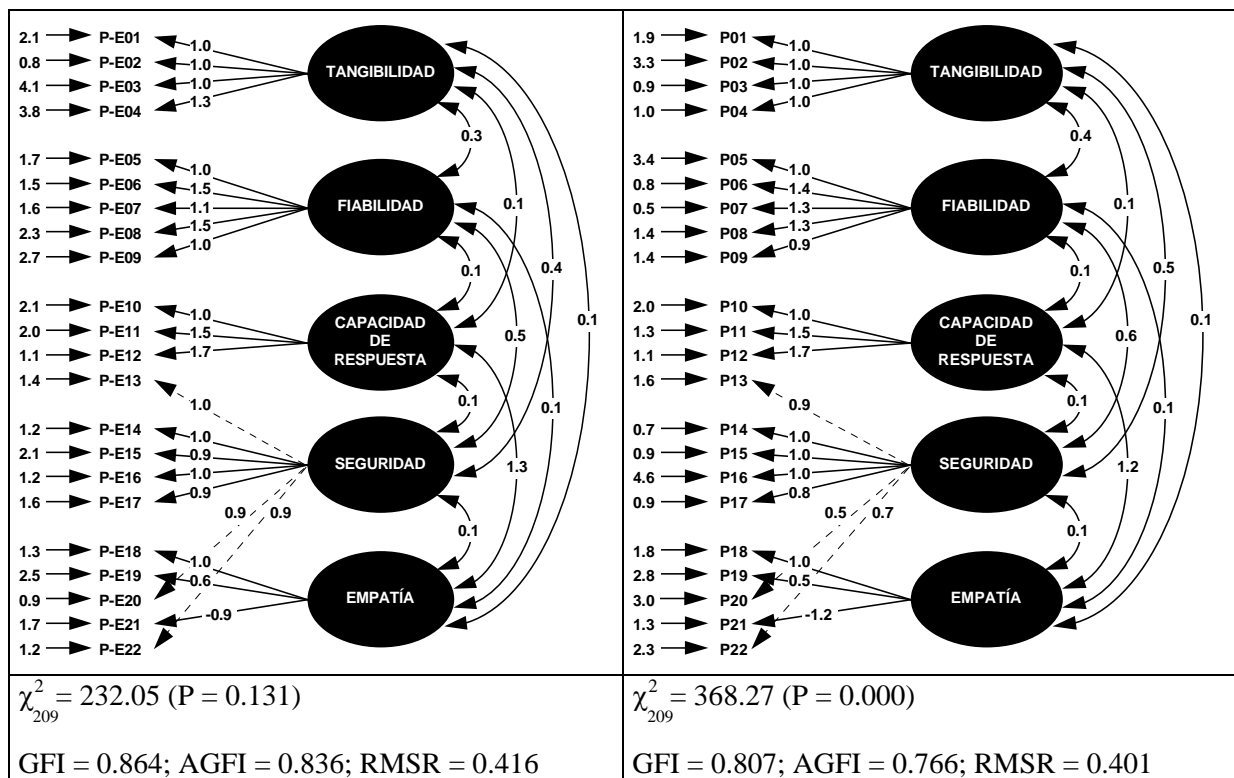 2.1 P-E01 1.0
0.8 P-E02 1.0
4.1 P-E03 1.0
3.8 P-E04 1.3
TANGIBILIDAD
0.3
1.7 P-E05 1.0
1.5 P-E06 1.5
1.6 P-E07 1.1
2.3 P-E08 1.5
2.7 P-E09 1.0
FIABILIDAD
0.1
0.4
0.1
0.1
2.1 P-E10 1.0
2.0 P-E11 1.5
1.1 P-E12 1.7
1.4 P-E13 1.0
CAPACIDAD
DE
RESPUESTA
0.5
0.1
0.1
1.2 P-E14 1.0
2.1 P-E15 0.9
1.2 P-E16 1.0
1.6 P-E17 0.9
SEGURIDAD
1.3
0.9 0.9
0.1
1.3 P-E18 1.0
2.5 P-E19 0.6
0.9 P-E20
1.7 P-E21 -0.9
1.2 P-E22
EMPATÍA
χ²209 = 232.05 (P = 0.131)
GFI = 0.864; AGFI = 0.836; RMSR = 0.416
1.9 P01 1.0
3.3 P02 1.0
0.9 P03 1.0
1.0 P04 1.0
TANGIBILIDAD
0.4
3.4 P05 1.0
0.8 P06 1.4
0.5 P07 1.3
1.4 P08 1.3
1.4 P09 0.9
FIABILIDAD
0.1
0.5
0.1
0.1
2.0 P10 1.0
1.3 P11 1.5
1.1 P12 1.7
1.6 P13 0.9
CAPACIDAD
DE
RESPUESTA
0.6
0.1
0.1
0.7 P14 1.0
0.9 P15 1.0
4.6 P16 1.0
0.9 P17 0.8
SEGURIDAD
1.2
0.5 0.7
0.1
1.8 P18 1.0
2.8 P19 0.5
3.0 P20
1.3 P21 -1.2
2.3 P22
EMPATÍA
χ²209 = 368.27 (P = 0.000)
GFI = 0.807; AGFI = 0.766; RMSR = 0.401